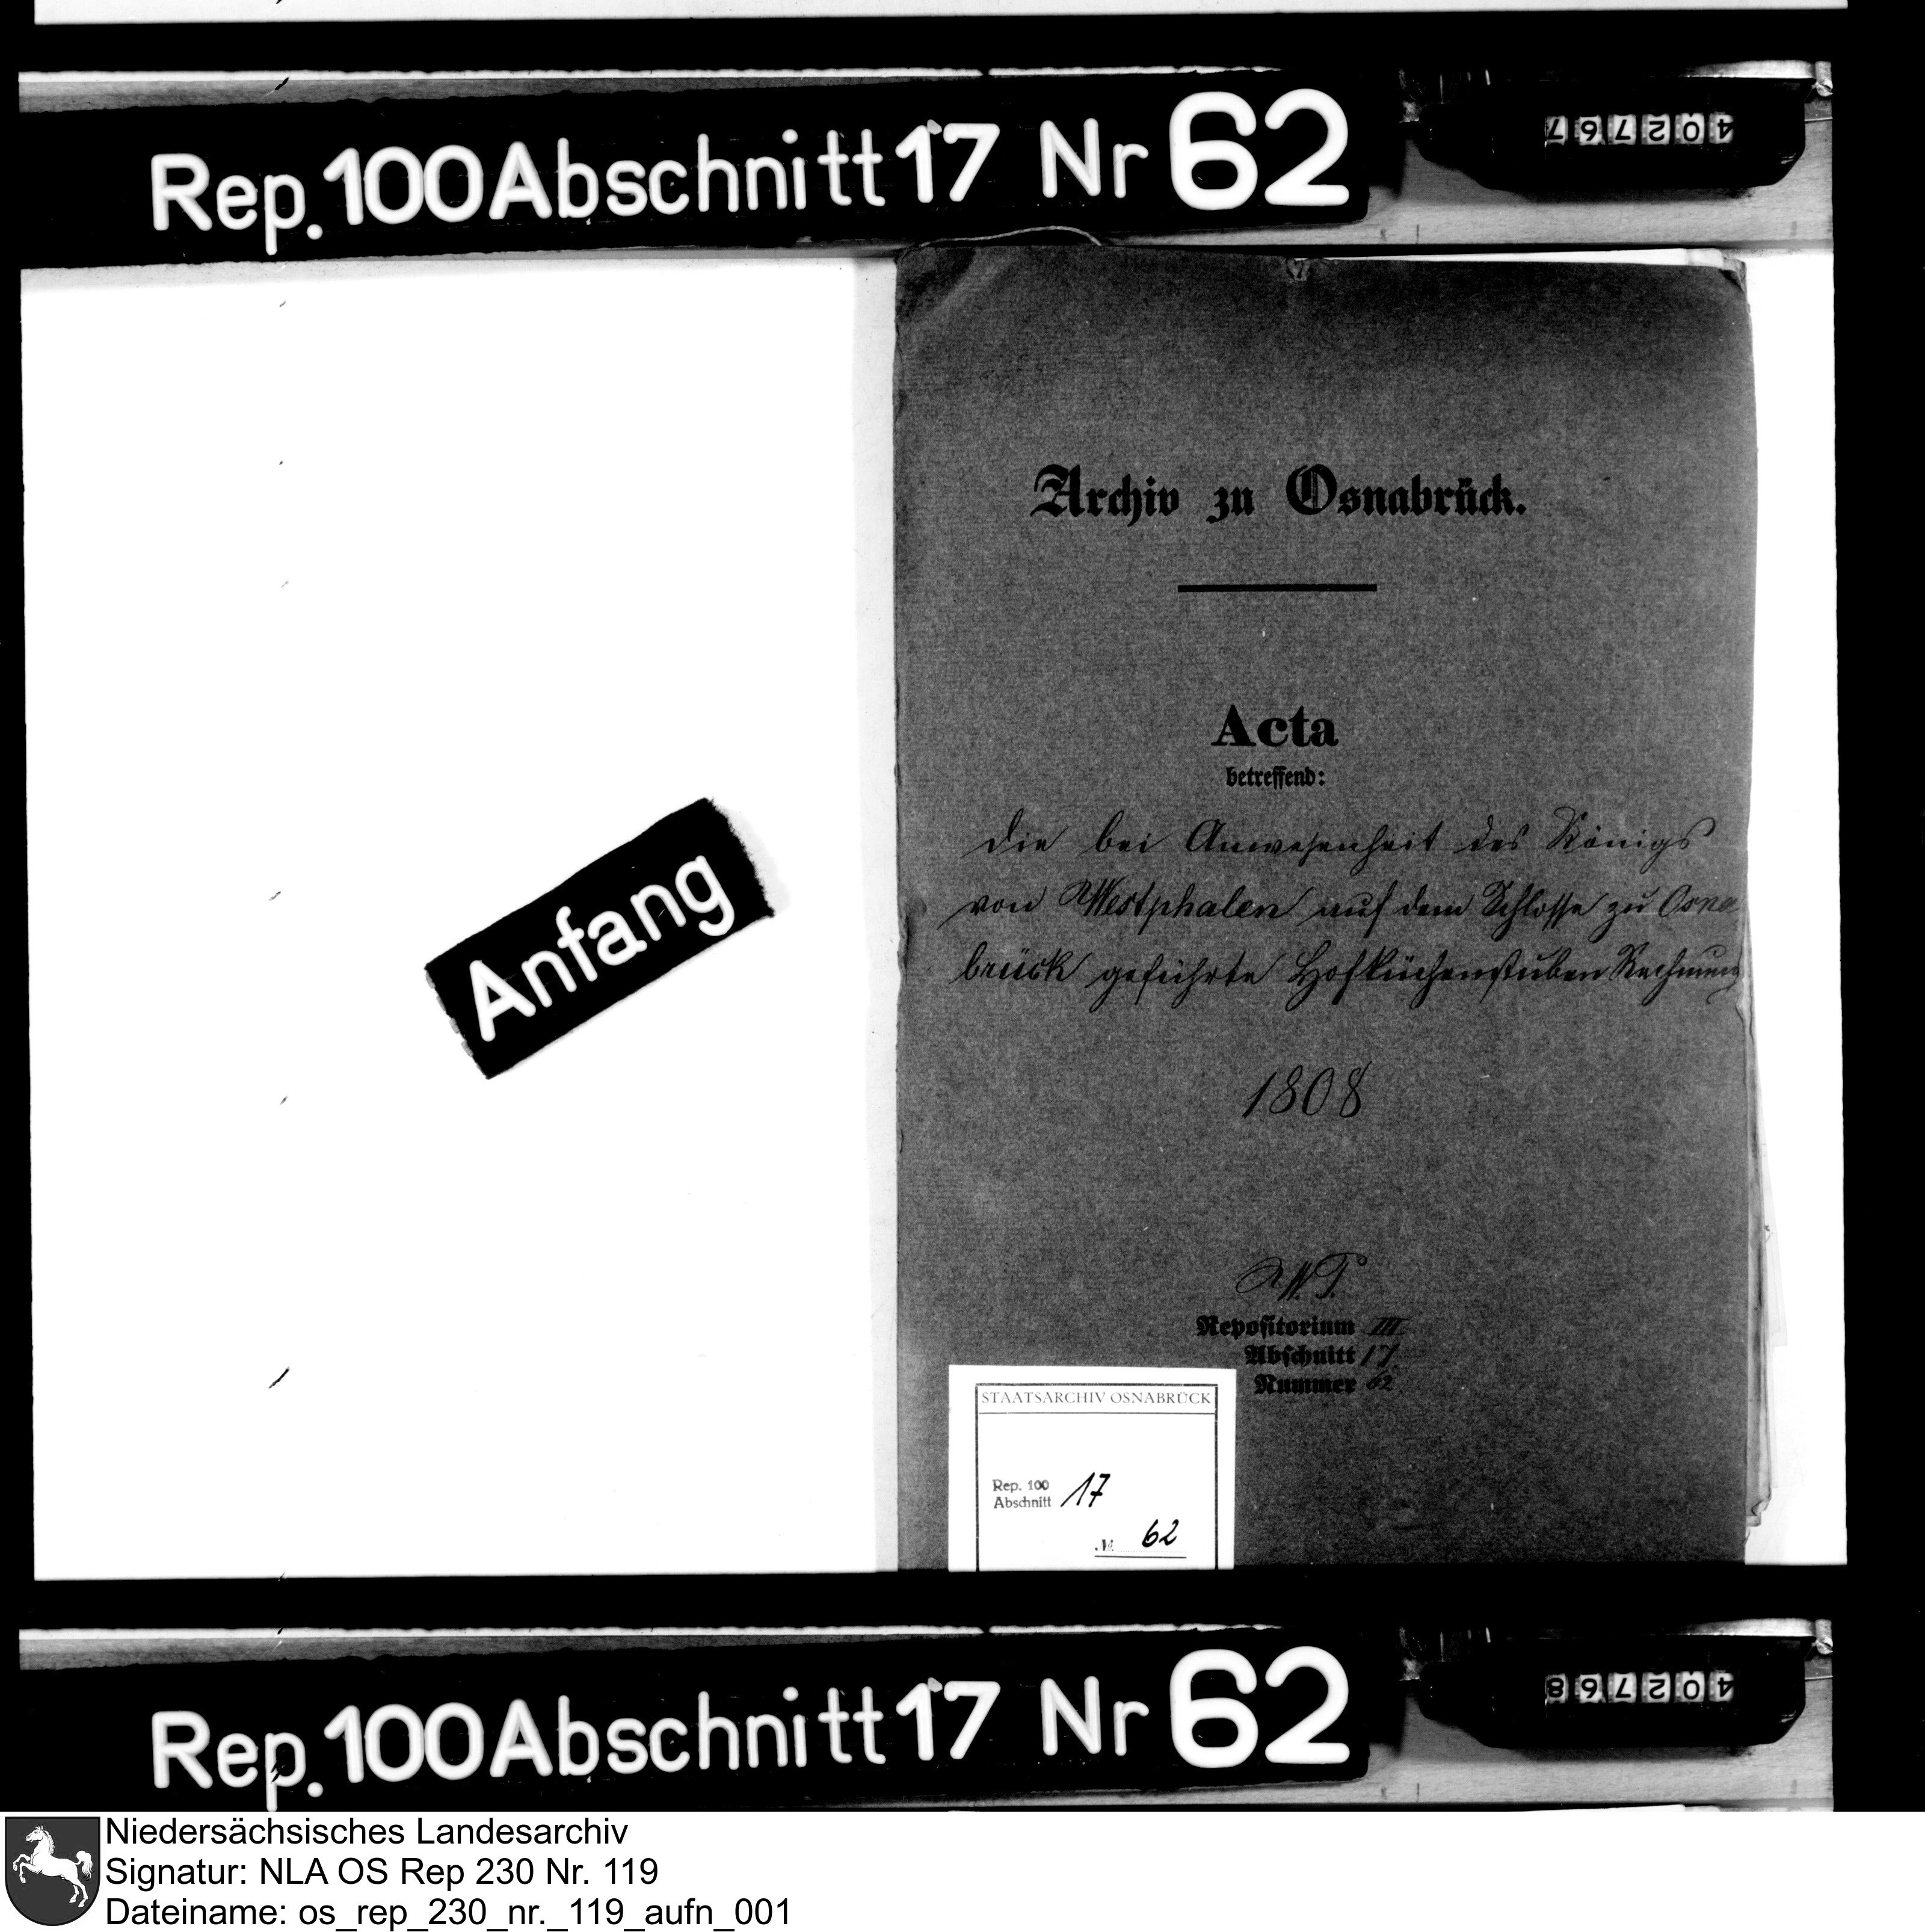 Rep. 100 Abschnitt 17 Nr 62
402767
Anfang
Archiv zu Osnabrück.
Acta
betreffend:
die bei Anwesenheit des Königs
von Westphalen auf dem Schlosse zu Osna-
brück geführte Hofküchenstuben Rechnung
1808
Repositorium III
Abschnitt 17
Nummer 62
STAATSARCHIV OSNABRÜCK
Rep. 100
Abschnitt 17
№ 62
Rep. 100 Abschnitt 17 Nr 62
402768
Niedersächsisches Landesarchiv
Signatur: NLA OS Rep 230 Nr. 119
Dateiname: os_rep_230_nr._119_aufn_001